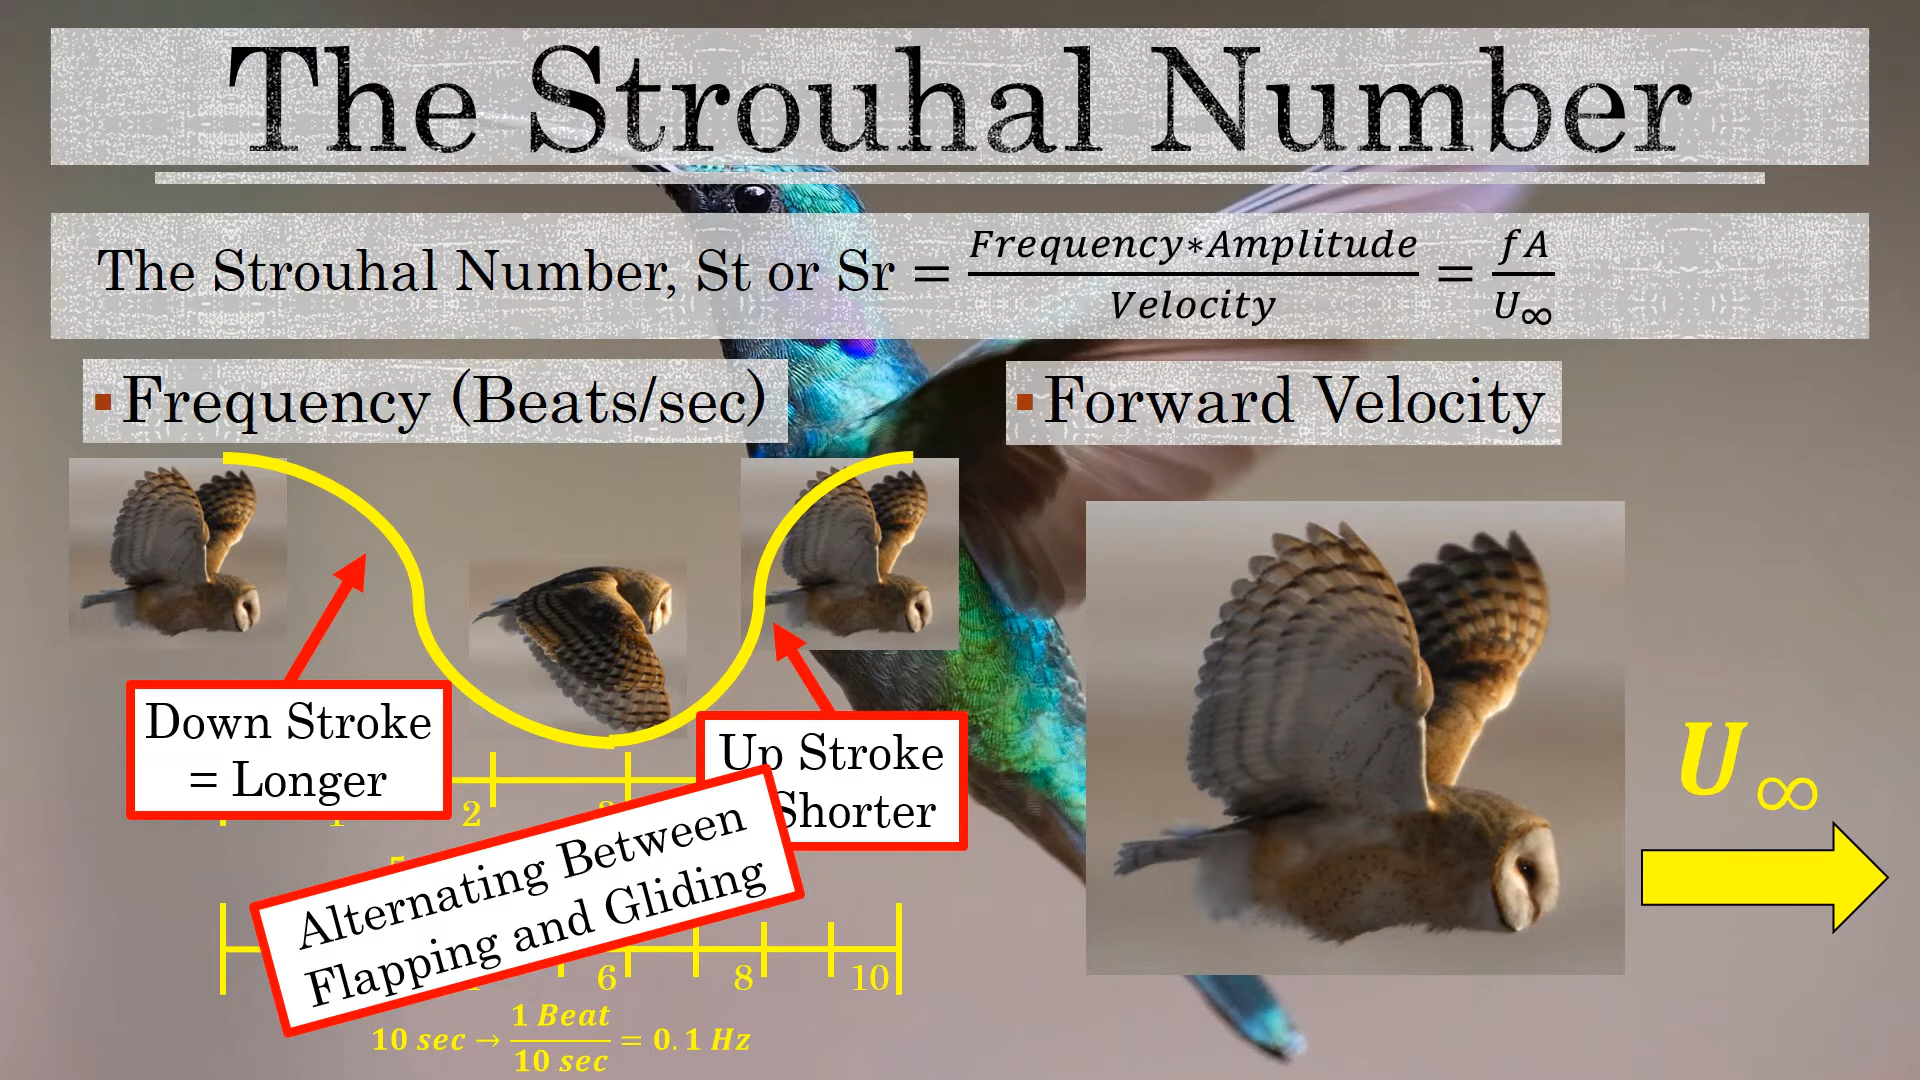 The Strouhal Number
The Strouhal Number, St or Sr = Frequency*Amplitude / Velocity = fA / U∞
▪Frequency (Beats/sec)
▪Forward Velocity
Down Stroke
= Longer
Up Stroke
Shorter
2
Alternating Between
Flapping and Gliding
6 8 10
10 sec → 1 Beat / 10 sec = 0.1 Hz
U∞